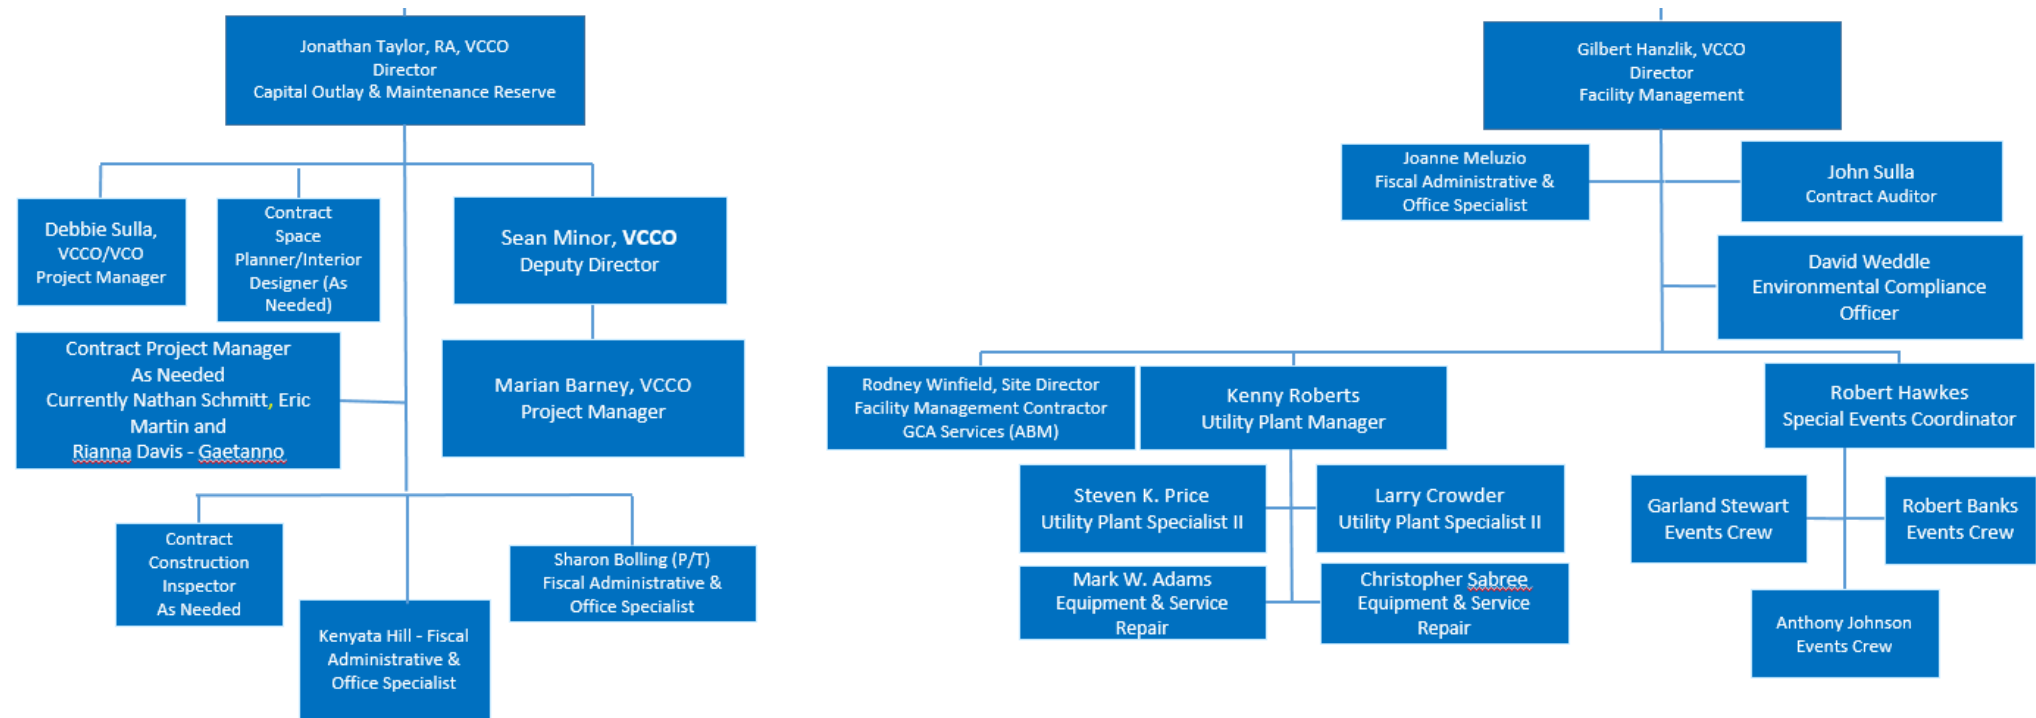 Jonathan Taylor, RA, VCCO
Director
Capital Outlay & Maintenance Reserve
Debbie Sulla,
VCCO/VCO
Project Manager
Contract
Space
Planner/Interior
Designer (As
Needed)
Sean Minor, VCCO
Deputy Director
Contract Project Manager
As Needed
Currently Nathan Schmitt, Eric
Martin and
Rianna Davis - Gaetanno
Marian Barney, VCCO
Project Manager
Contract
Construction
Inspector
As Needed
Kenyata Hill - Fiscal
Administrative &
Office Specialist
Sharon Bolling (P/T)
Fiscal Administrative &
Office Specialist
Gilbert Hanzlik, VCCO
Director
Facility Management
Joanne Meluzio
Fiscal Administrative &
Office Specialist
John Sulla
Contract Auditor
David Weddle
Environmental Compliance
Officer
Rodney Winfield, Site Director
Facility Management Contractor
GCA Services (ABM)
Kenny Roberts
Utility Plant Manager
Robert Hawkes
Special Events Coordinator
Steven K. Price
Utility Plant Specialist II
Larry Crowder
Utility Plant Specialist II
Mark W. Adams
Equipment & Service
Repair
Christopher Sabree
Equipment & Service
Repair
Garland Stewart
Events Crew
Robert Banks
Events Crew
Anthony Johnson
Events Crew